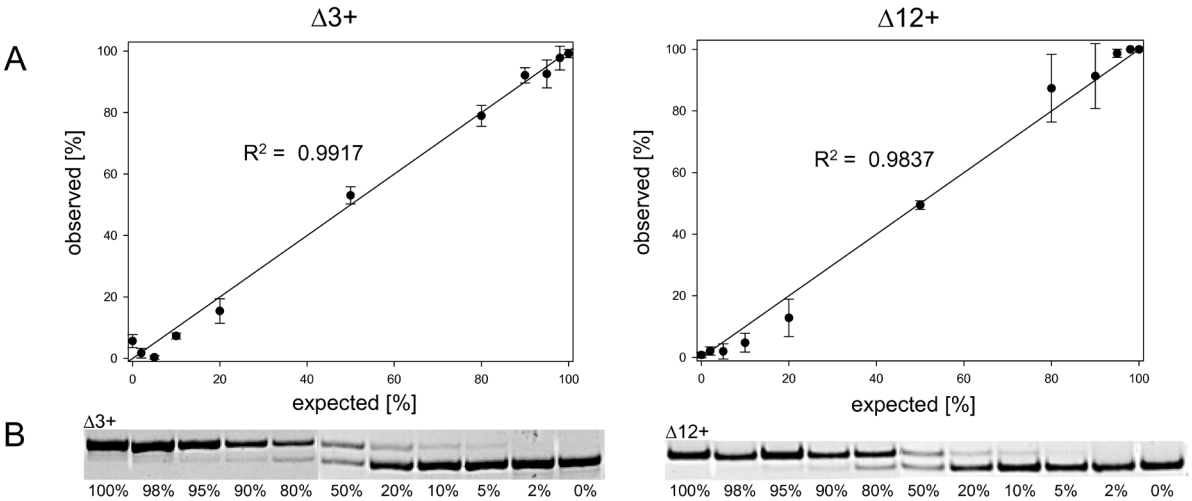 Δ3+ Δ12+
A
100 100
80 80
R² = 0.9917 R² = 0.9837
60 60
40 40
20 20
0 0
observed [%] observed [%]
0 20 40 60 80 100 0 20 40 60 80 100
expected [%] expected [%]
B
Δ3+ Δ12+
100% 98% 95% 90% 80% 50% 20% 10% 5% 2% 0% 100% 98% 95% 90% 80% 50% 20% 10% 5% 2% 0%